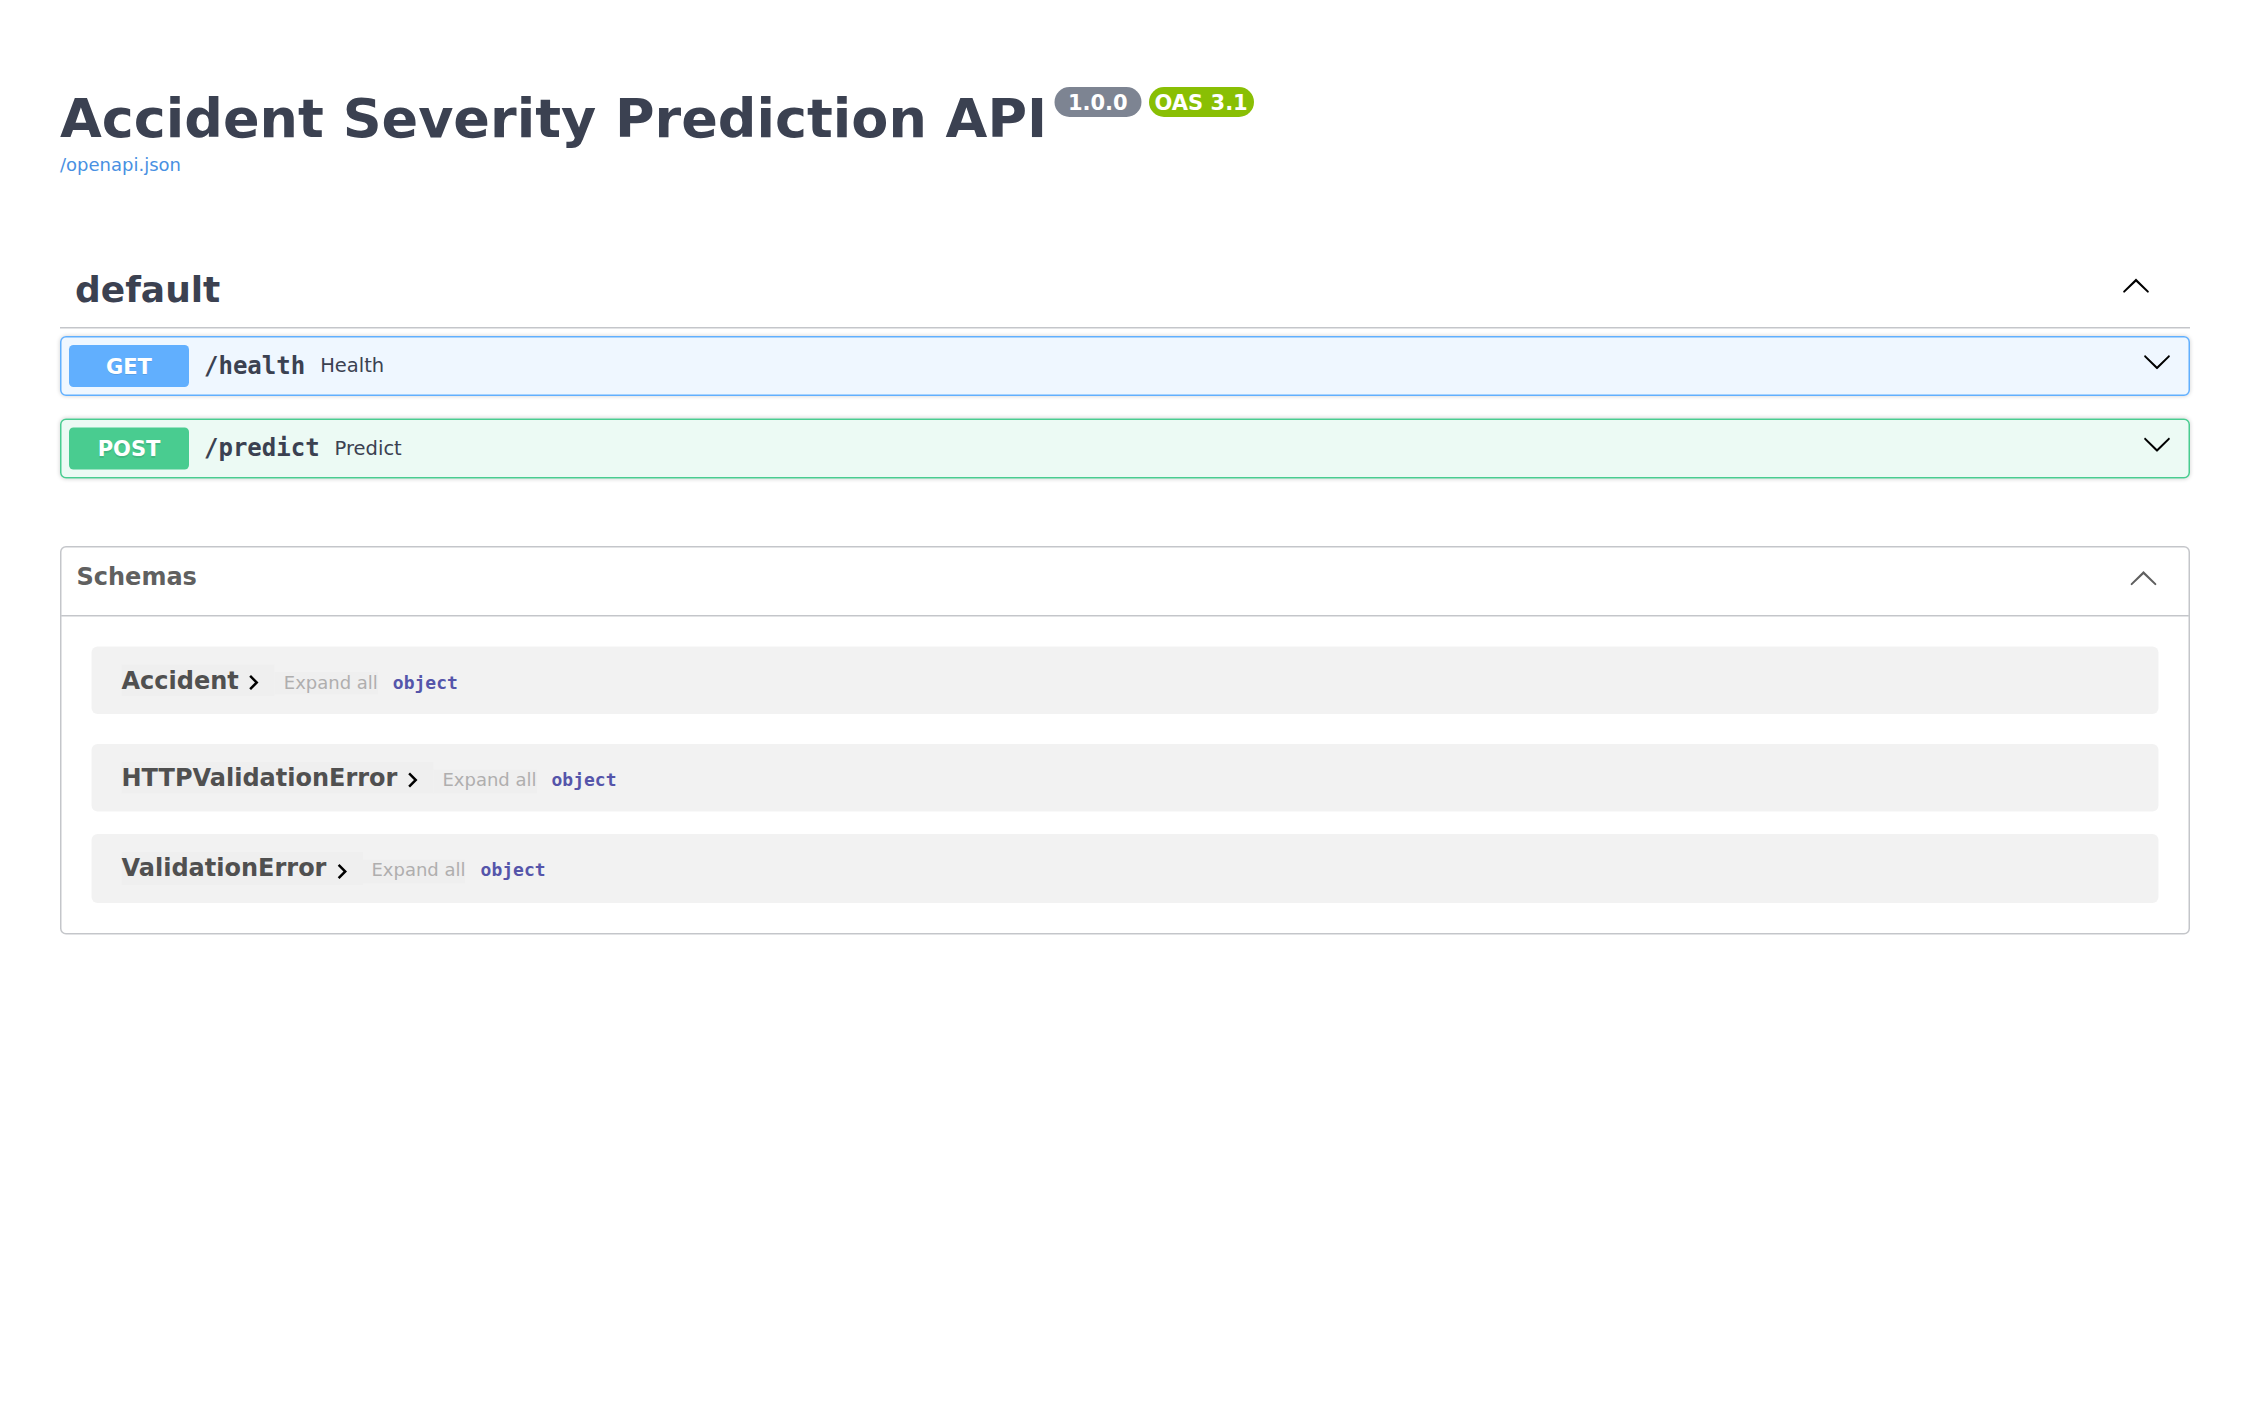 Accident Severity Prediction API 1.0.0 OAS 3.1
/openapi.json
default
GET /health Health
POST /predict Predict
Schemas
Accident Expand all object
HTTPValidationError Expand all object
ValidationError Expand all object